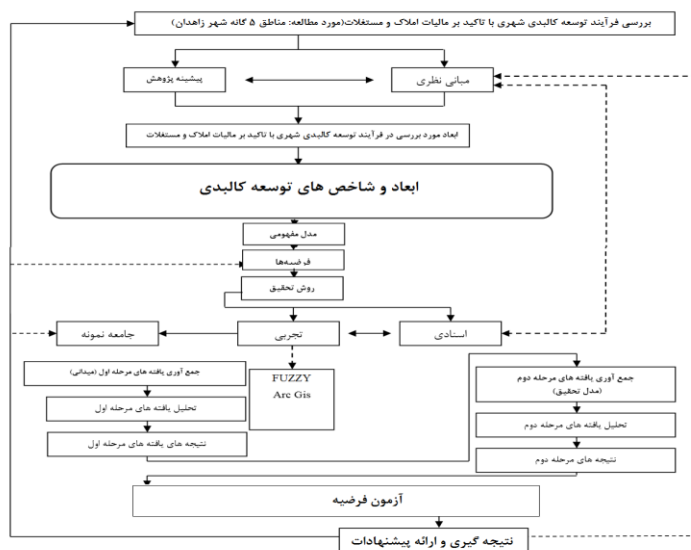 بررسی فرآیند توسعه کالبدی شهری با تاکید بر مالیات املاک و مستغلات(مورد مطالعه: مناطق ۵ گانه شهر زاهدان)
مبانی نظری
پیشینه پژوهش
ابعاد مورد بررسی در فرآیند توسعه کالبدی شهری با تاکید بر مالیات املاک و مستغلات
ابعاد و شاخص های توسعه کالبدی
مدل مفهومی
فرضیه‌ها
روش تحقیق
اسنادی
تجربی
جامعه نمونه
جمع آوری یافته های مرحله اول (میدانی)
تحلیل یافته های مرحله اول
نتیجه های یافته های مرحله اول
FUZZY
Arc Gis
جمع آوری یافته های مرحله دوم
(مدل تحقیق)
تحلیل یافته های مرحله دوم
نتیجه های مرحله دوم
آزمون فرضیه
نتیجه گیری و ارائه پیشنهادات